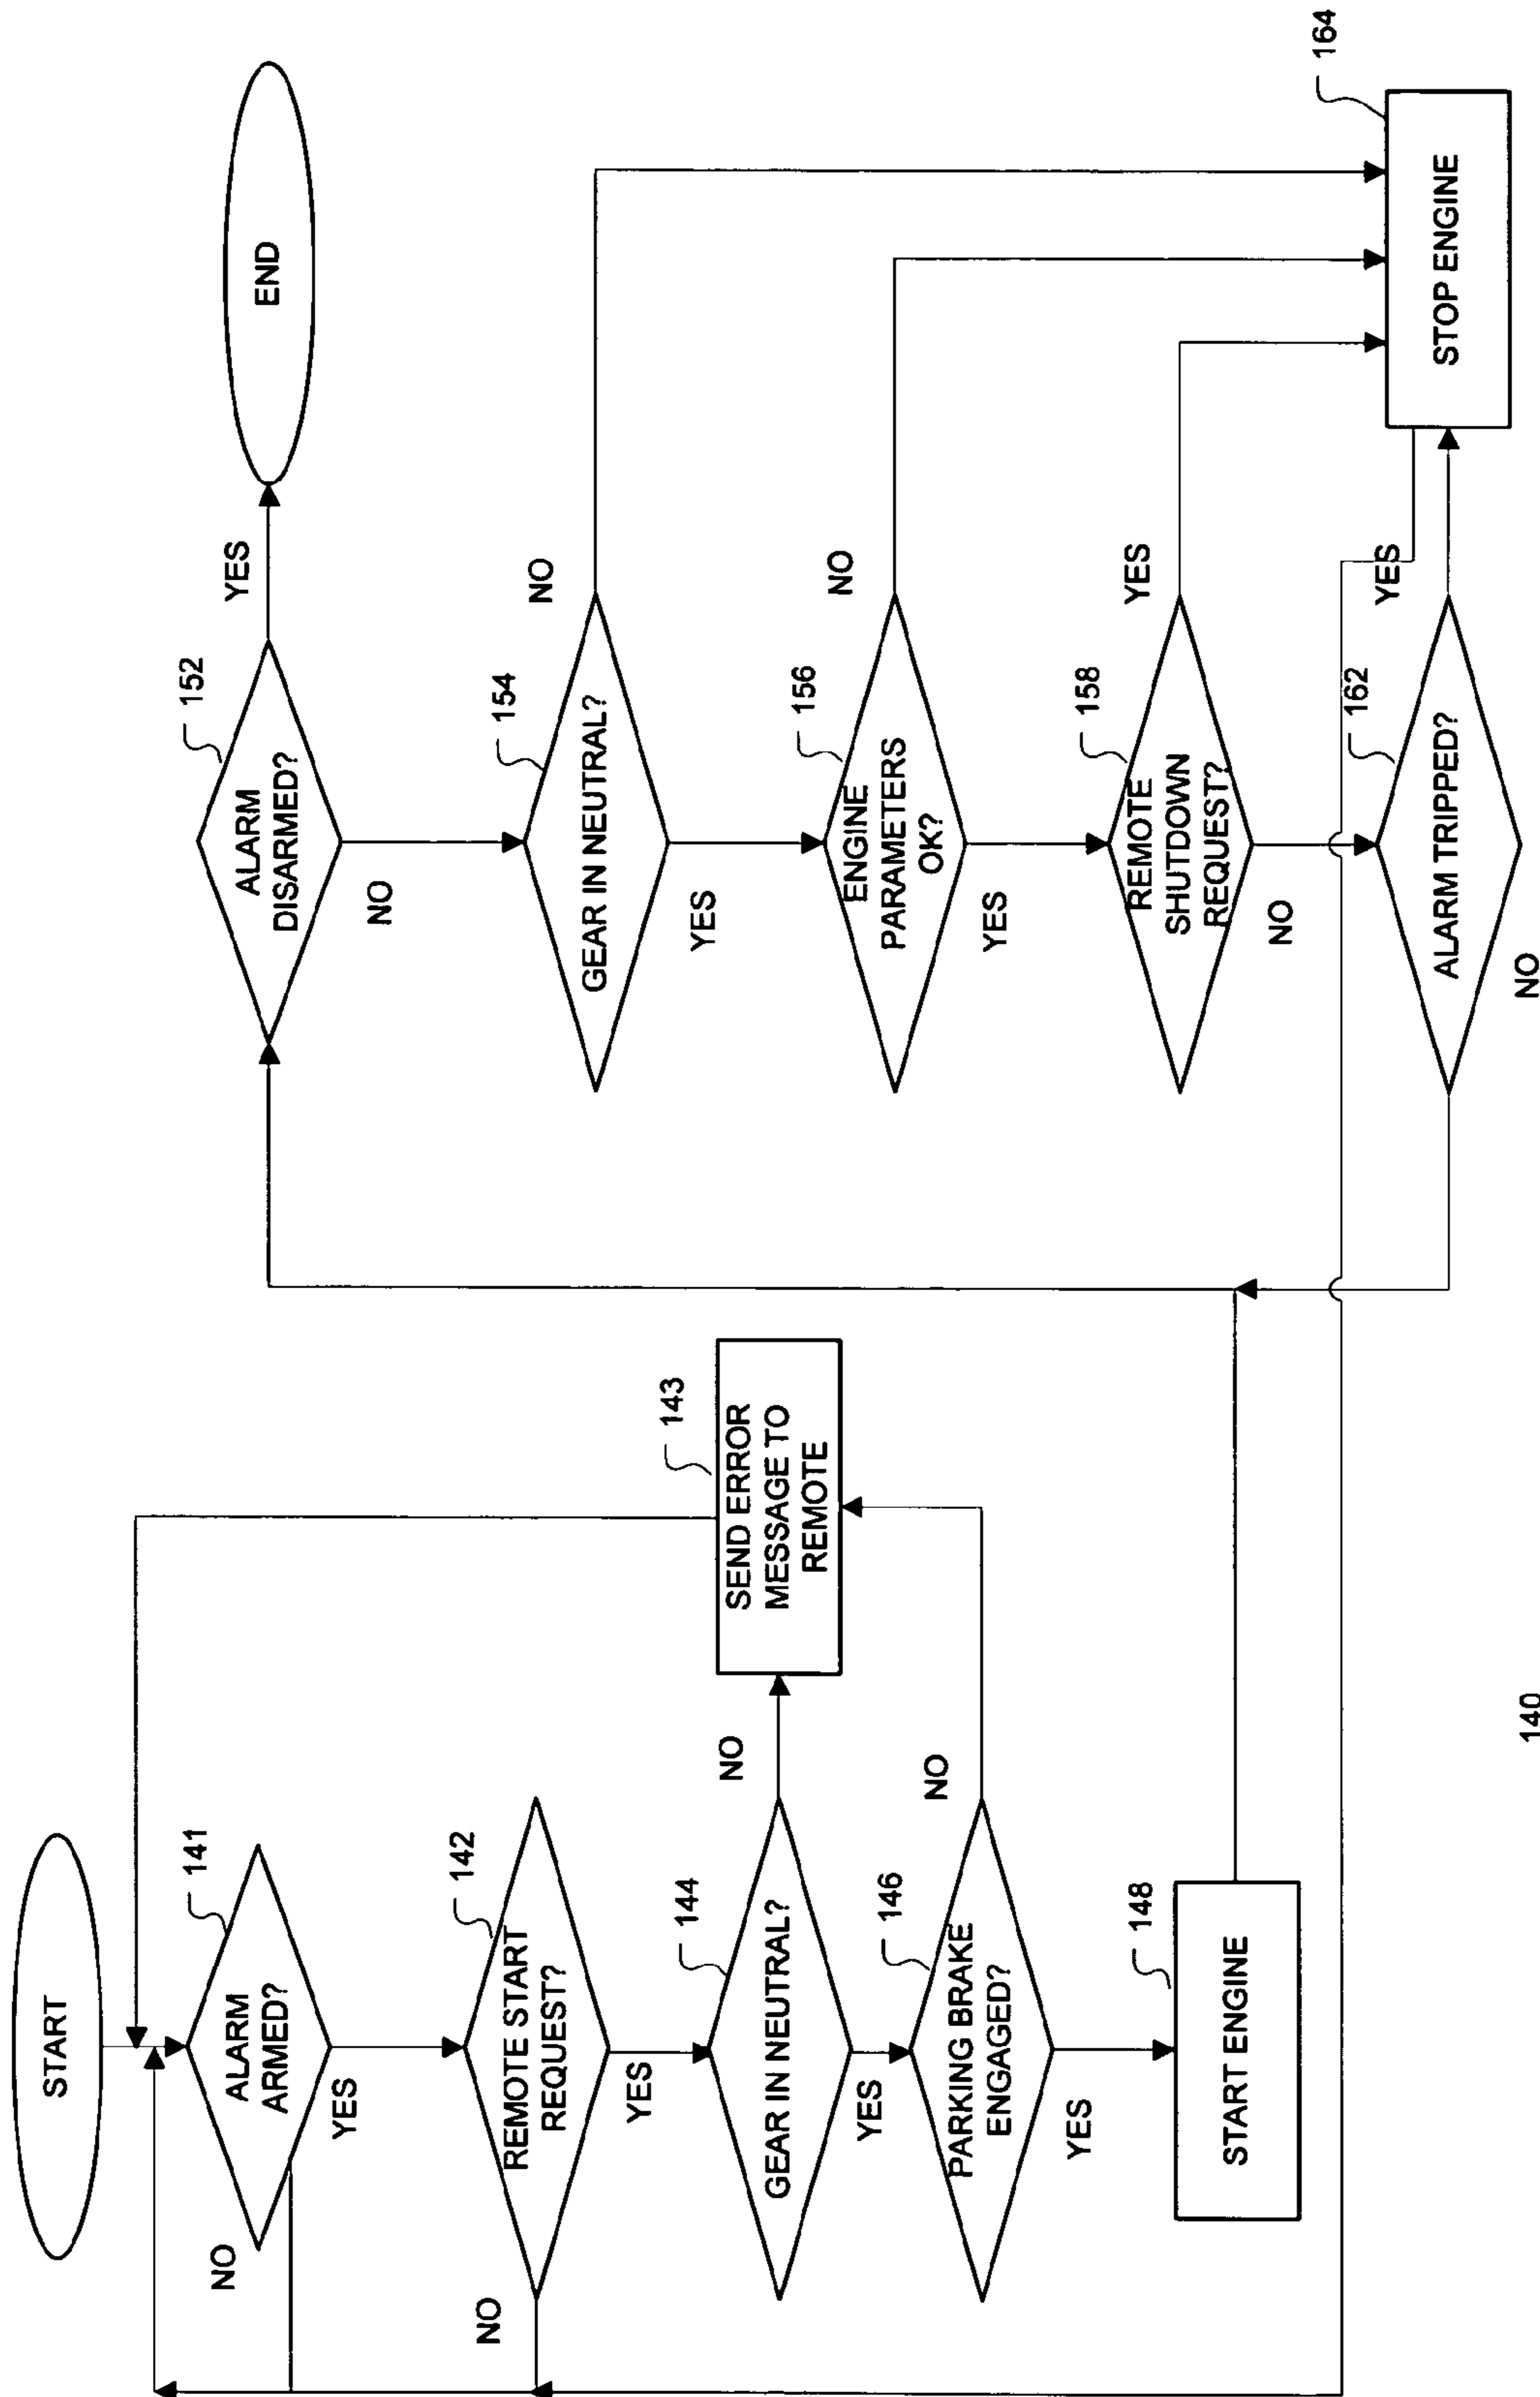 START
141
ALARM
ARMED?
NO
YES
142
REMOTE START
REQUEST?
NO
YES
144
GEAR IN NEUTRAL?
NO
YES
143
SEND ERROR
MESSAGE TO
REMOTE
146
PARKING BRAKE
ENGAGED?
NO
YES
148
START ENGINE
152
ALARM
DISARMED?
YES
NO
END
154
GEAR IN NEUTRAL?
NO
YES
156
ENGINE
PARAMETERS
OK?
NO
YES
158
REMOTE
SHUTDOWN
REQUEST?
YES
NO
162
ALARM TRIPPED?
YES
NO
164
STOP ENGINE
140